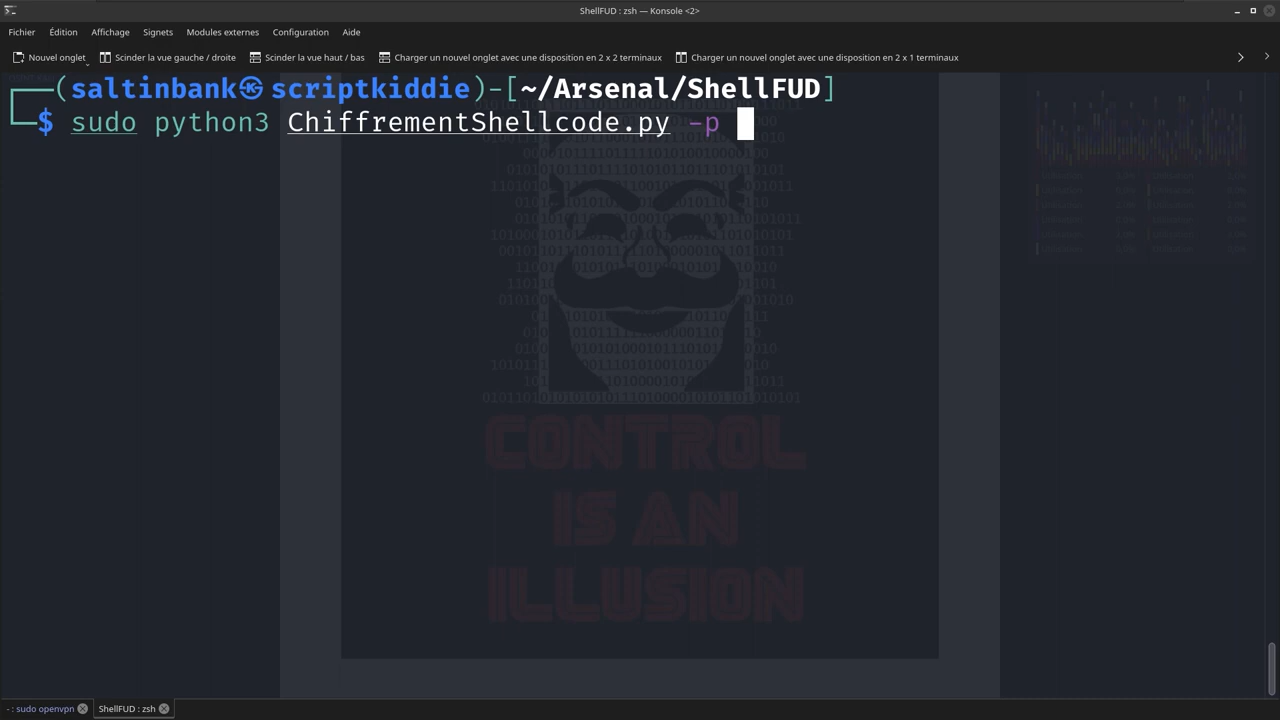 ShellFUD : zsh — Konsole <2>
Fichier Édition Affichage Signets Modules externes Configuration Aide
Nouvel onglet Scinder la vue gauche / droite Scinder la vue haut / bas Charger un nouvel onglet avec une disposition en 2 x 2 terminaux Charger un nouvel onglet avec une disposition en 2 x 1 terminaux
(saltinbank㉿scriptkiddie)-[~/Arsenal/ShellFUD]
$ sudo python3 ChiffrementShellcode.py -p
CONTROL
IS AN
ILLUSION
- : sudo openvpn ShellFUD : zsh